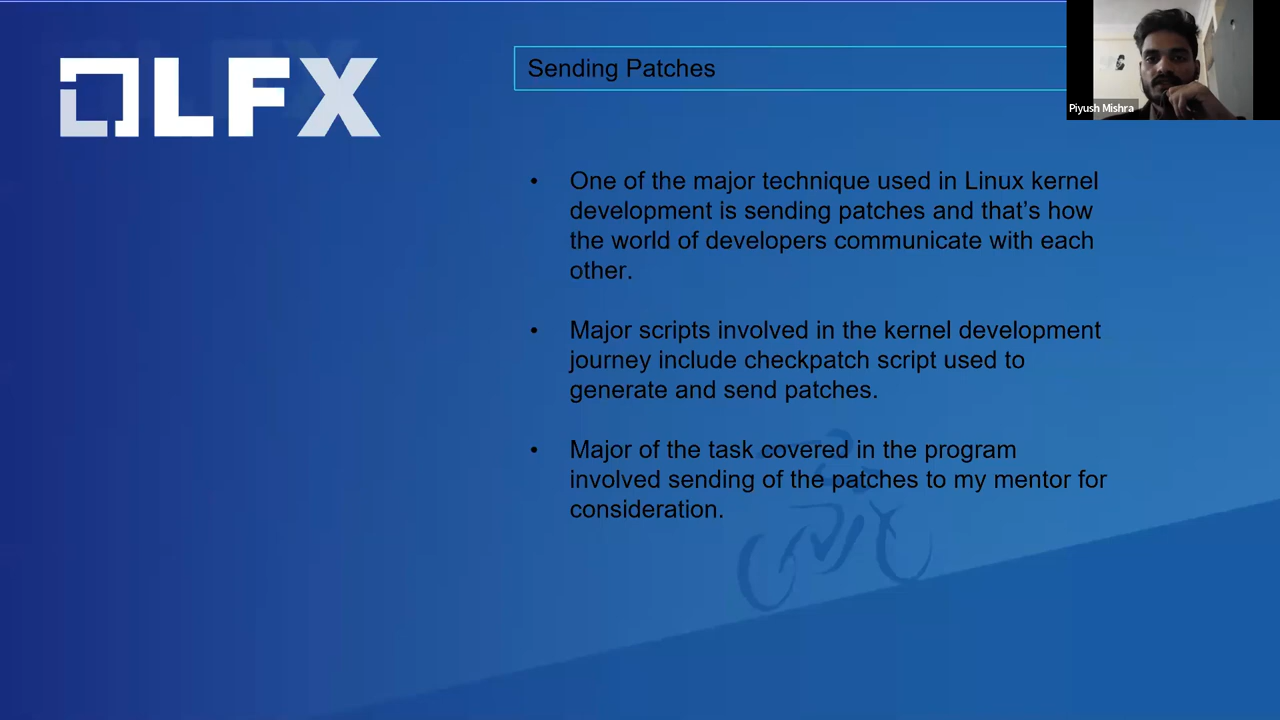 LFX
Sending Patches
Piyush Mishra
• One of the major technique used in Linux kernel
development is sending patches and that's how
the world of developers communicate with each
other.
• Major scripts involved in the kernel development
journey include checkpatch script used to
generate and send patches.
• Major of the task covered in the program
involved sending of the patches to my mentor for
consideration.